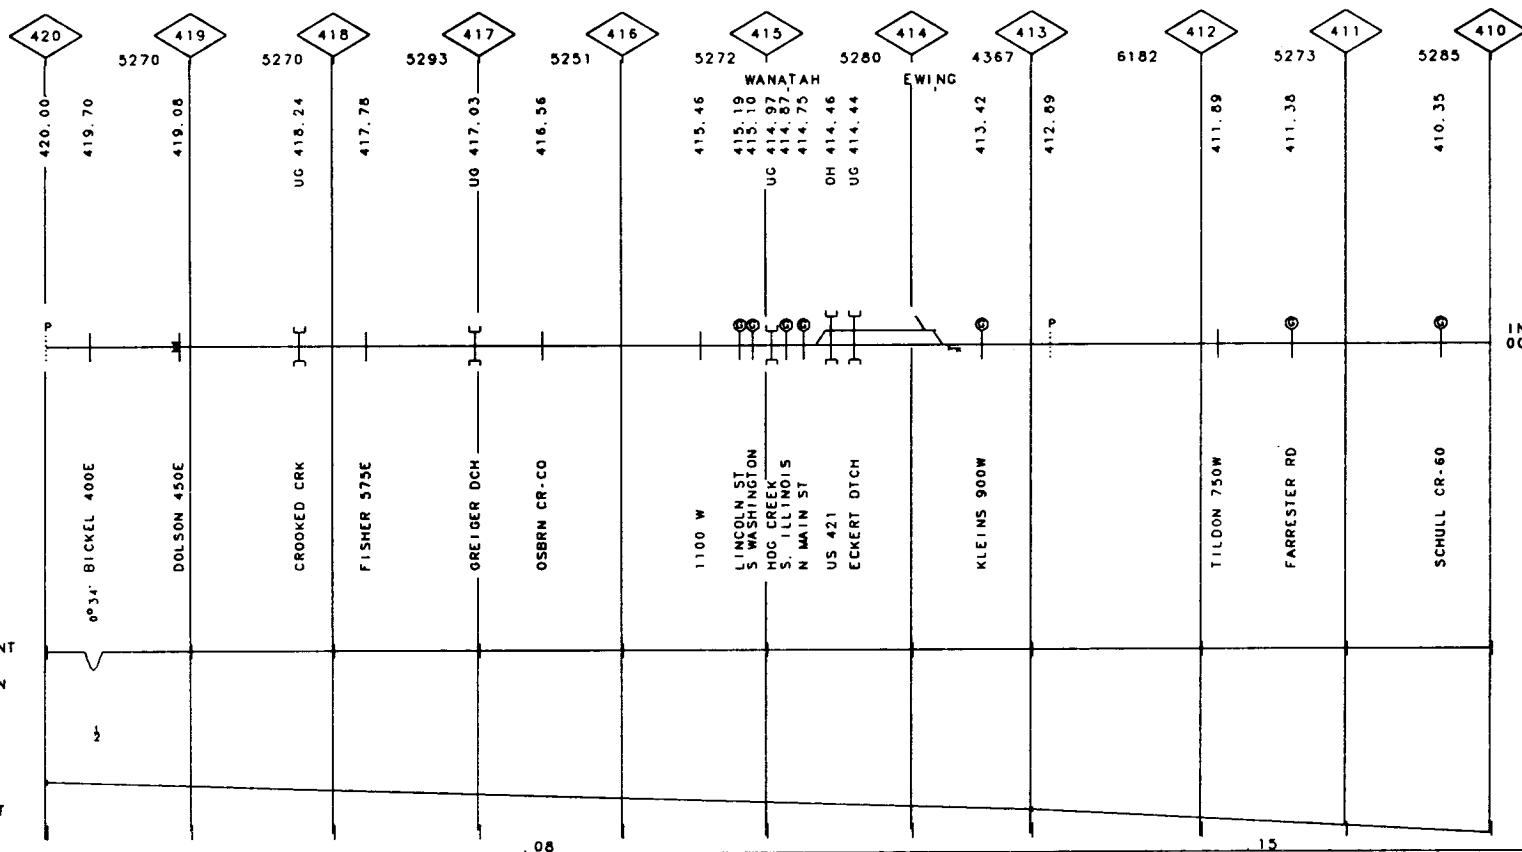 420 419 418 417 416 415 414 413 412 411 410
5270 5270 5293 5251 5272 5280 4367 6182 5273 5285
WANATAH EWING
420.00
419.70
419.08
UG 418.24
417.78
UG 417.03
416.56
415.46
415.19
415.10
UG 414.97
414.87
414.75
OH 414.46
UG 414.44
413.42
412.89
411.89
411.38
410.35
P
G G G G G
P
G G
IN
00
0°34' BICKEL 400E
DOLSON 450E
CROOKED CRK
FISHER 575E
GREIGER DCH
OSBRN CR-CO
1100 W
LINCOLN ST
S WASHINGTON
HOG CREEK
S. ILLINOIS
N MAIN ST
US 421
ECKERT DTCH
KLEINS 900W
TILDON 750W
FARRESTER RD
SCHULL CR-60
NT
N
1/2
T
.08 .15